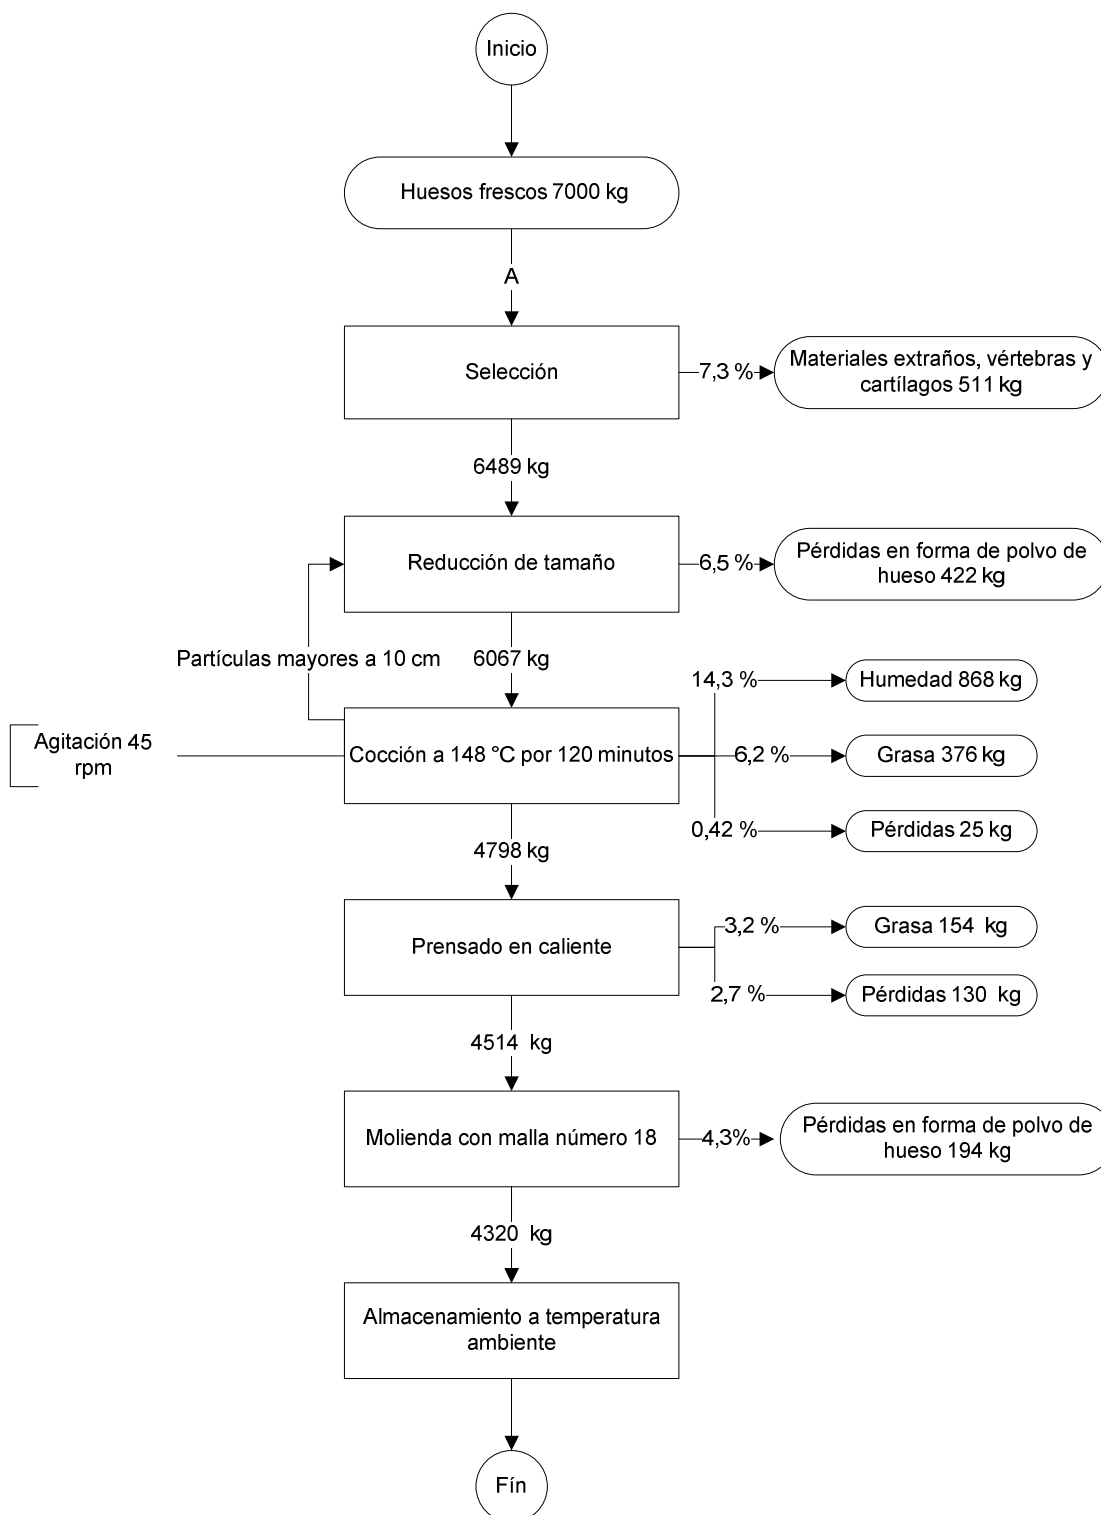 Inicio
Huesos frescos 7000 kg
A
Selección
7,3 %
Materiales extraños, vértebras y
cartílagos 511 kg
6489 kg
Reducción de tamaño
6,5 %
Pérdidas en forma de polvo de
hueso 422 kg
Partículas mayores a 10 cm
6067 kg
14,3 %
Humedad 868 kg
Agitación 45
rpm
Cocción a 148 °C por 120 minutos
6,2 %
Grasa 376 kg
0,42 %
Pérdidas 25 kg
4798 kg
Prensado en caliente
3,2 %
Grasa 154 kg
2,7 %
Pérdidas 130 kg
4514 kg
Molienda con malla número 18
4,3%
Pérdidas en forma de polvo de
hueso 194 kg
4320 kg
Almacenamiento a temperatura
ambiente
Fín